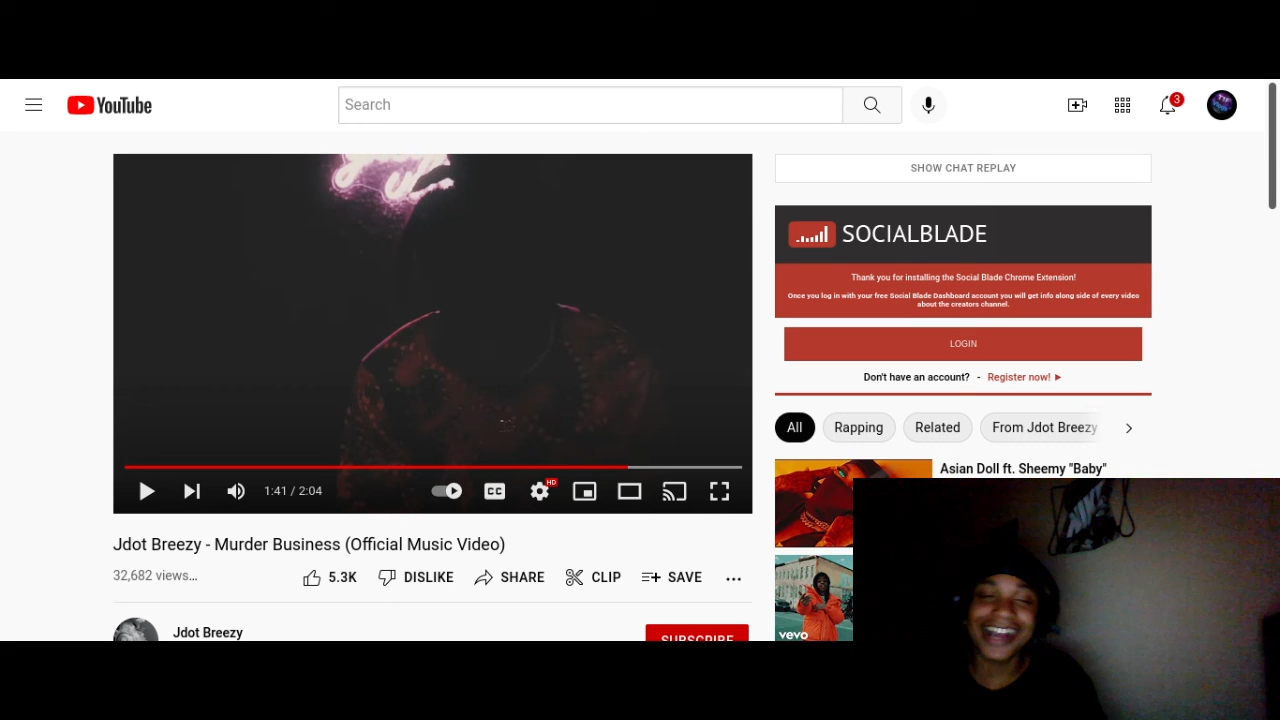 YouTube
Search
3
SHOW CHAT REPLAY
SOCIALBLADE
Thank you for installing the Social Blade Chrome Extension!
Once you log in with your free Social Blade Dashboard account you will get info along side of every video
about the creators channel.
LOGIN
Don't have an account? - Register now! ►
All
Rapping
Related
From Jdot Breezy
Asian Doll ft. Sheemy "Baby"
vevo
1:41 / 2:04
CC
HD
Jdot Breezy - Murder Business (Official Music Video)
32,682 views...
5.3K
DISLIKE
SHARE
CLIP
SAVE
Jdot Breezy
SUBSCRIBE